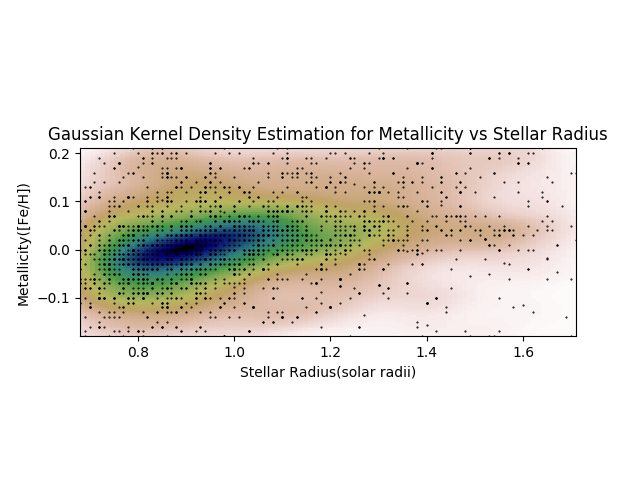 Gaussian Kernel Density Estimation for Metallicity vs Stellar Radius
0.2
0.1
0.0
−0.1
Metallicity([Fe/H])
0.8 1.0 1.2 1.4 1.6
Stellar Radius(solar radii)